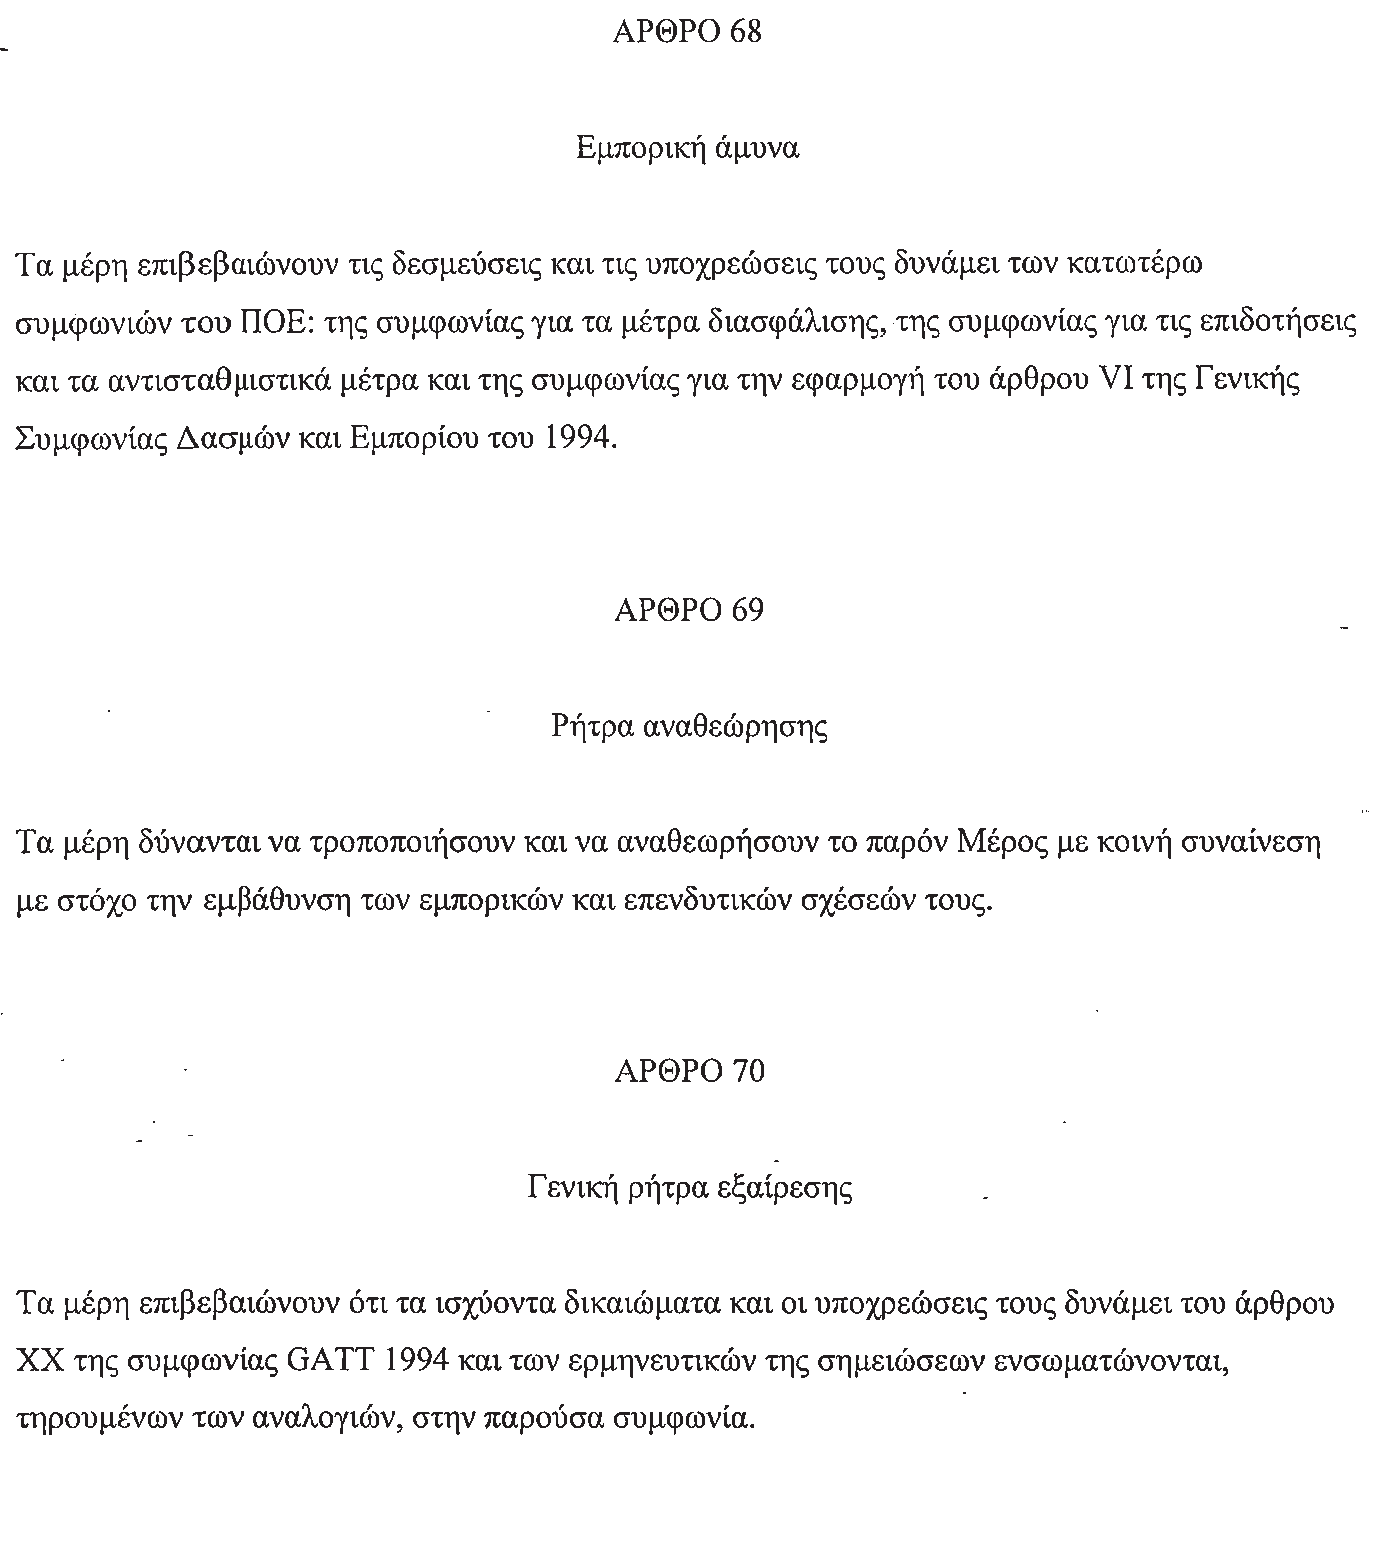 ΑΡΘΡΟ 68
Εμπορική άμυνα
Τα μέρη επιβεβαιώνουν τις δεσμεύσεις και τις υποχρεώσεις τους δυνάμει των κατωτέρω
συμφωνιών του ΠΟΕ: της συμφωνίας για τα μέτρα διασφάλισης, της συμφωνίας για τις επιδοτήσεις
και τα αντισταθμιστικά μέτρα και της συμφωνίας για την εφαρμογή του άρθρου VI της Γενικής
Συμφωνίας Δασμών και Εμπορίου του 1994.
ΑΡΘΡΟ 69
Ρήτρα αναθεώρησης
Τα μέρη δύνανται να τροποποιήσουν και να αναθεωρήσουν το παρόν Μέρος με κοινή συναίνεση
με στόχο την εμβάθυνση των εμπορικών και επενδυτικών σχέσεών τους.
ΑΡΘΡΟ 70
Γενική ρήτρα εξαίρεσης
Τα μέρη επιβεβαιώνουν ότι τα ισχύοντα δικαιώματα και οι υποχρεώσεις τους δυνάμει του άρθρου
ΧΧ της συμφωνίας GATT 1994 και των ερμηνευτικών της σημειώσεων ενσωματώνονται,
τηρουμένων των αναλογιών, στην παρούσα συμφωνία.